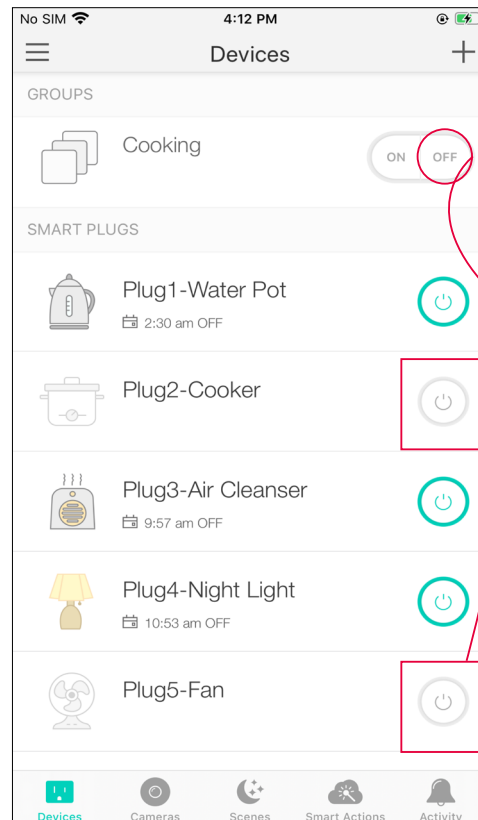 No SIM 4:12 PM
Devices
GROUPS
Cooking
ON OFF
SMART PLUGS
Plug1-Water Pot
2:30 am OFF
Plug2-Cooker
Plug3-Air Cleanser
9:57 am OFF
Plug4-Night Light
10:53 am OFF
Plug5-Fan
Devices Cameras Scenes Smart Actions Activity